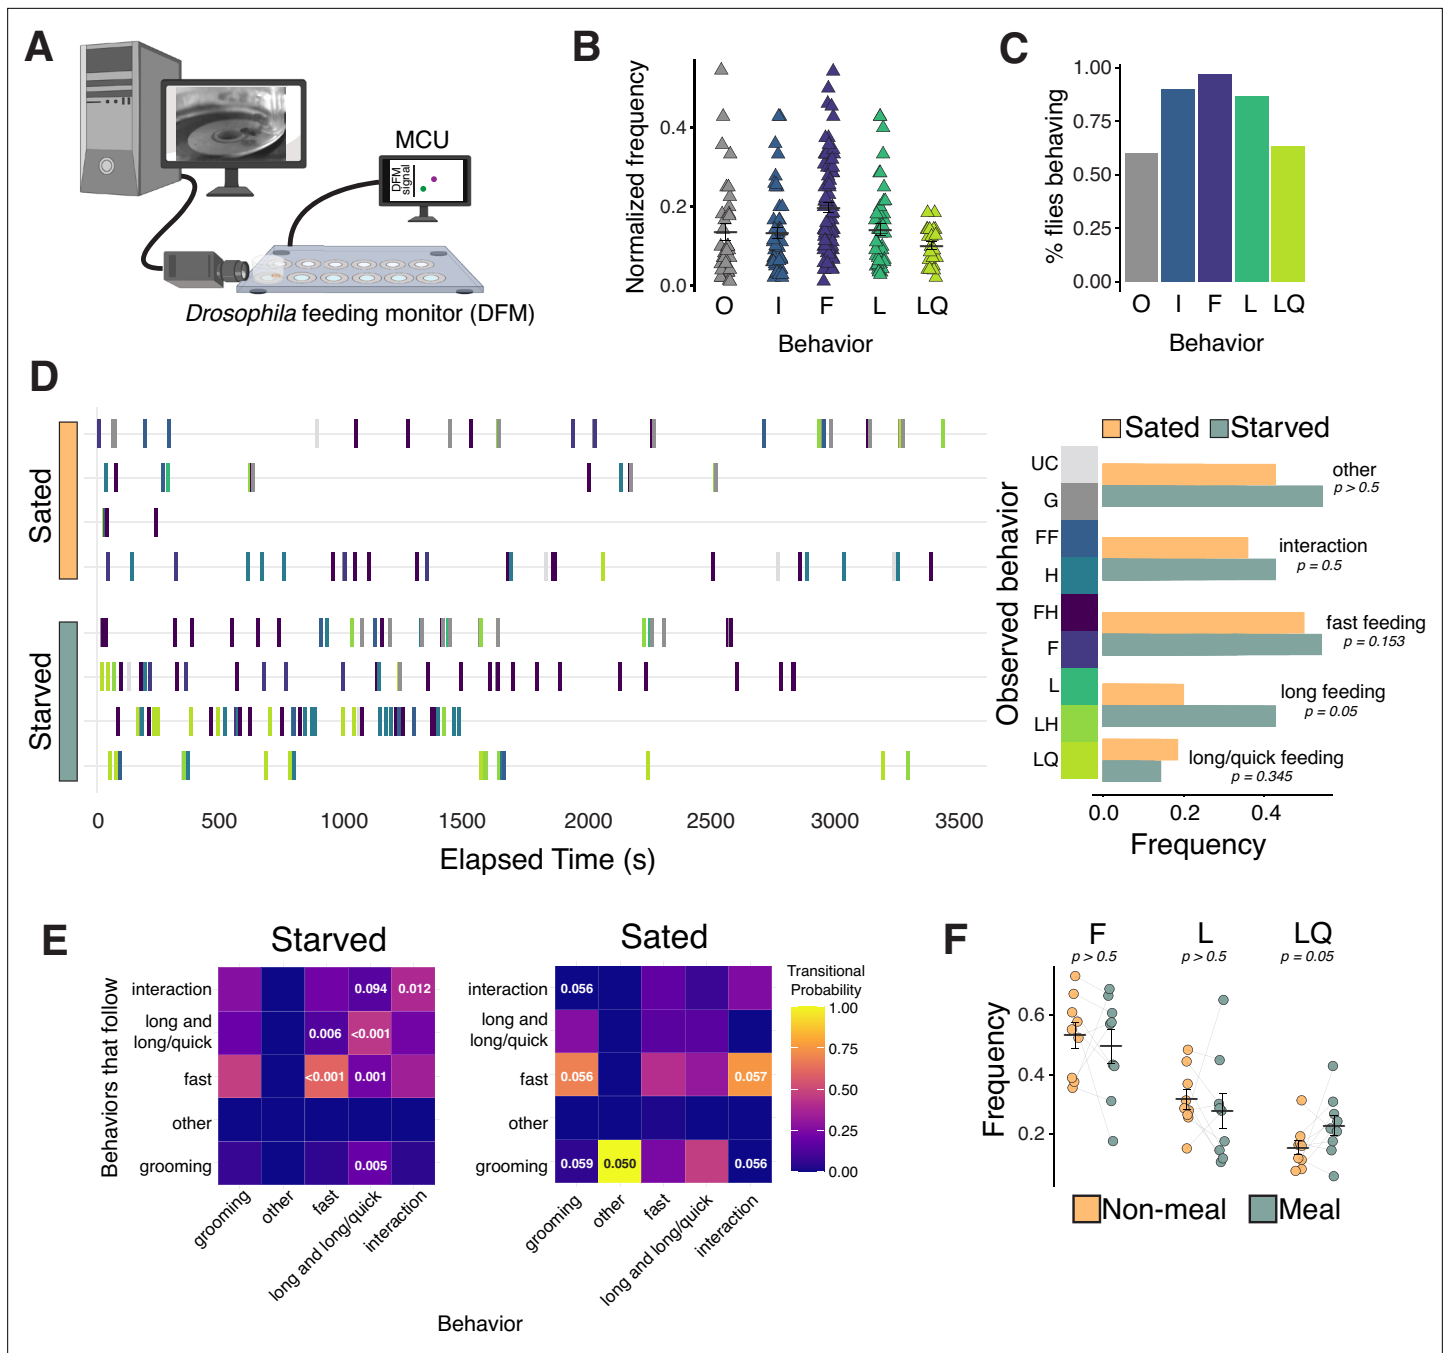 A
MCU
DFM
signal
Drosophila feeding monitor (DFM)
B
Normalized frequency
0.4
0.2
0.0
O I F L LQ
Behavior
C
% flies behaving
1.00
0.75
0.50
0.25
0.00
O I F L LQ
Behavior
D
Sated
Starved
0 500 1000 1500 2000 2500 3000 3500
Elapsed Time (s)
Observed behavior
UC
G
FF
H
FH
F
L
LH
LQ
Sated Starved
other
p > 0.5
interaction
p = 0.5
fast feeding
p = 0.153
long feeding
p = 0.05
long/quick feeding
p = 0.345
0.0 0.2 0.4
Frequency
E
Starved
Behaviors that follow
interaction 0.094 0.012
long and
long/quick 0.006 <0.001
fast <0.001 0.001
other
grooming 0.005
grooming other fast long and long/quick interaction
Sated
interaction 0.056
long and
long/quick
fast 0.056 0.057
other
grooming 0.059 0.050 0.056
grooming other fast long and long/quick interaction
Behavior
Transitional
Probability
1.00
0.75
0.50
0.25
0.00
F
F L LQ
p > 0.5 p > 0.5 p = 0.05
Frequency
0.6
0.4
0.2
Non-meal Meal